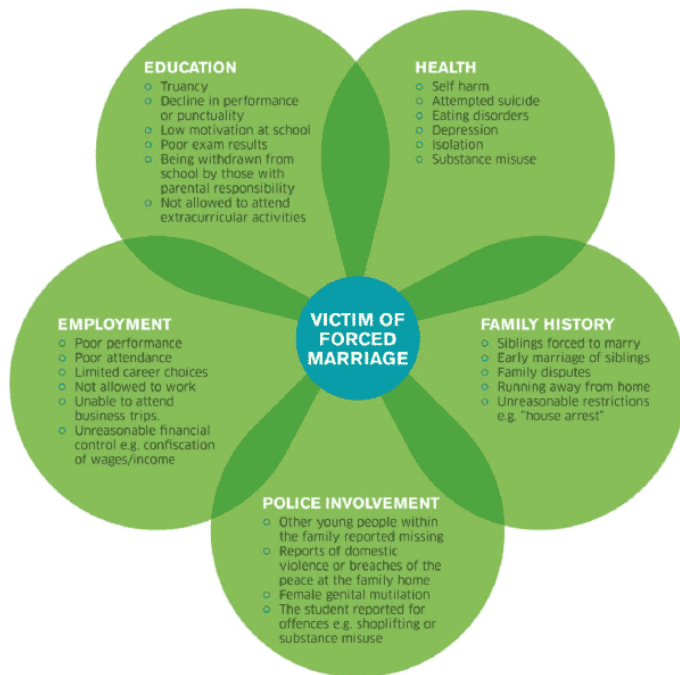 EDUCATION
Truancy
Decline in performance
or punctuality
Low motivation at school
Poor exam results
Being withdrawn from
school by those with
parental responsibility
Not allowed to attend
extracurricular activities
HEALTH
Self harm
Attempted suicide
Eating disorders
Depression
Isolation
Substance misuse
VICTIM OF
FORCED
MARRIAGE
EMPLOYMENT
Poor performance
Poor attendance
Limited career choices
Not allowed to work
Unable to attend
business trips.
Unreasonable financial
control e.g. confiscation
of wages/income
FAMILY HISTORY
Siblings forced to marry
Early marriage of siblings
Family disputes
Running away from home
Unreasonable restrictions
e.g. "house arrest"
POLICE INVOLVEMENT
Other young people within
the family reported missing
Reports of domestic
violence or breaches of the
peace at the family home
Female genital mutilation
The student reported for
offences e.g. shoplifting or
substance misuse